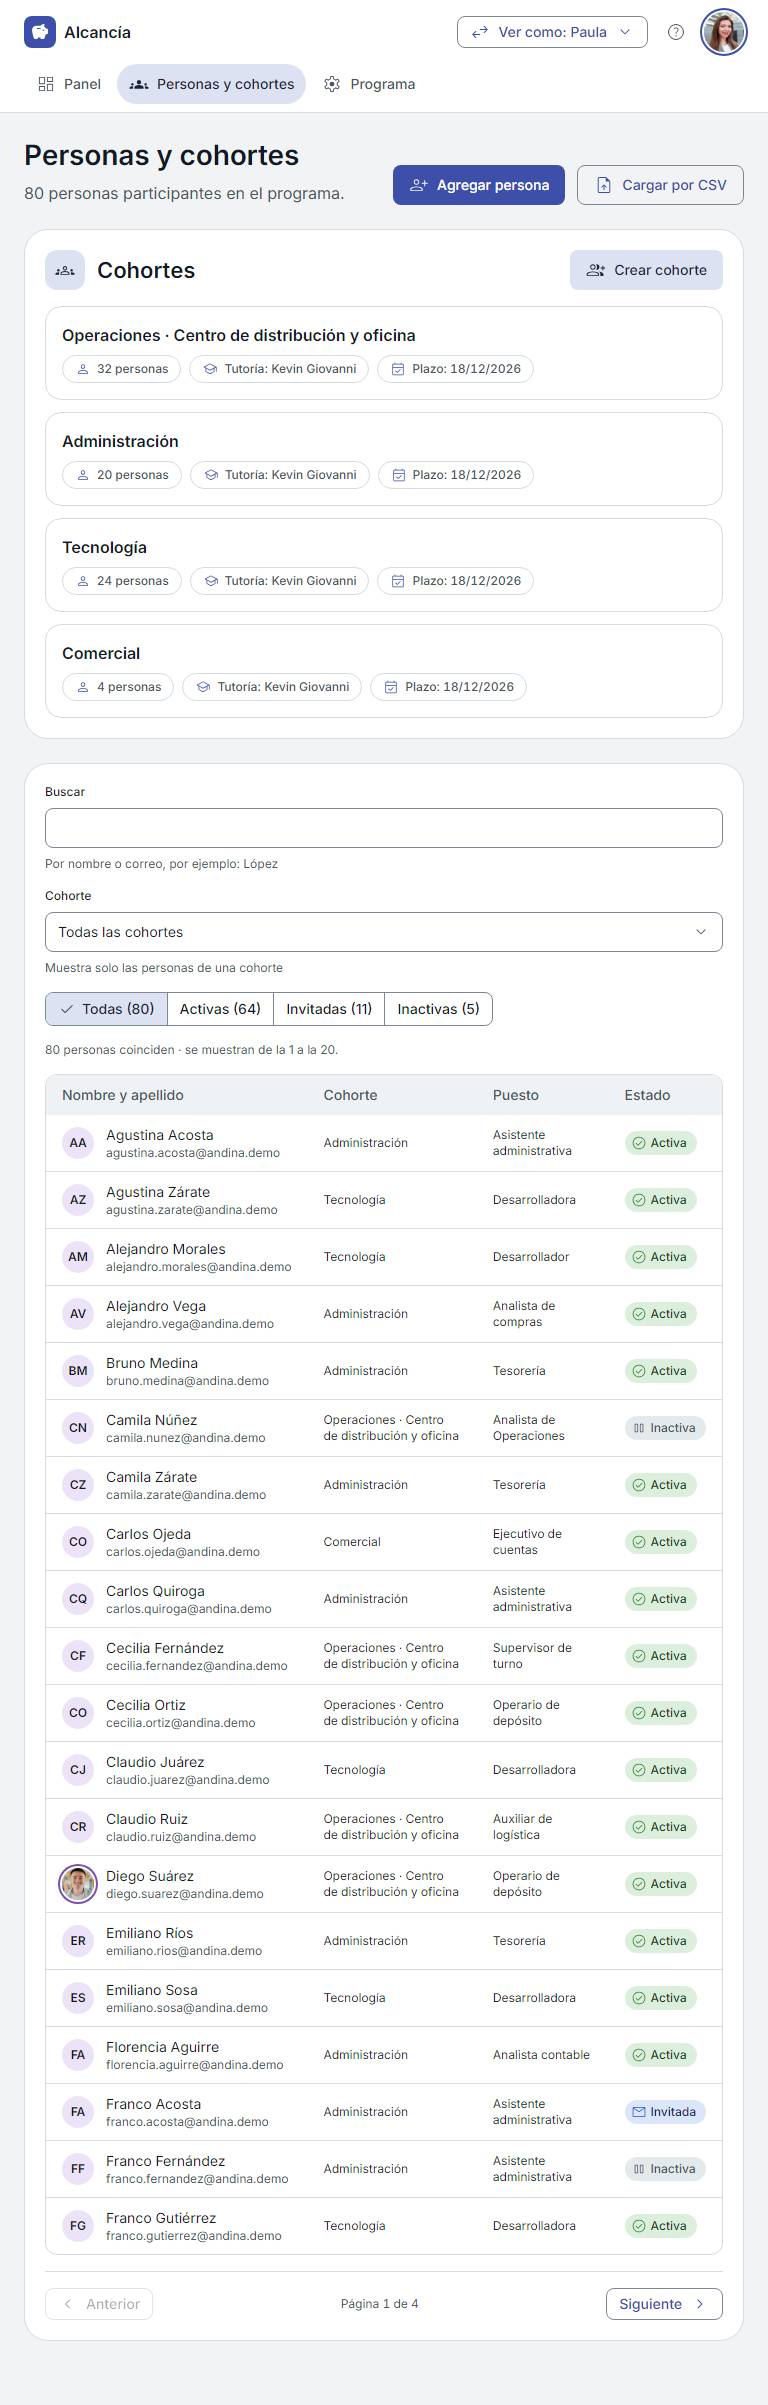 Alcancía
Ver como: Paula
Panel
Personas y cohortes
Programa
Personas y cohortes
80 personas participantes en el programa.
Agregar persona
Cargar por CSV
Cohortes
Crear cohorte
Operaciones · Centro de distribución y oficina
32 personas
Tutoría: Kevin Giovanni
Plazo: 18/12/2026
Administración
20 personas
Tutoría: Kevin Giovanni
Plazo: 18/12/2026
Tecnología
24 personas
Tutoría: Kevin Giovanni
Plazo: 18/12/2026
Comercial
4 personas
Tutoría: Kevin Giovanni
Plazo: 18/12/2026
Buscar
Por nombre o correo, por ejemplo: López
Cohorte
Todas las cohortes
Muestra solo las personas de una cohorte
Todas (80)
Activas (64)
Invitadas (11)
Inactivas (5)
80 personas coinciden · se muestran de la 1 a la 20.
Nombre y apellido
Cohorte
Puesto
Estado
AA
Agustina Acosta
agustina.acosta@andina.demo
Administración
Asistente
administrativa
Activa
AZ
Agustina Zárate
agustina.zarate@andina.demo
Tecnología
Desarrolladora
Activa
AM
Alejandro Morales
alejandro.morales@andina.demo
Tecnología
Desarrollador
Activa
AV
Alejandro Vega
alejandro.vega@andina.demo
Administración
Analista de
compras
Activa
BM
Bruno Medina
bruno.medina@andina.demo
Administración
Tesorería
Activa
CN
Camila Núñez
camila.nunez@andina.demo
Operaciones · Centro
de distribución y oficina
Analista de
Operaciones
Inactiva
CZ
Camila Zárate
camila.zarate@andina.demo
Administración
Tesorería
Activa
CO
Carlos Ojeda
carlos.ojeda@andina.demo
Comercial
Ejecutivo de
cuentas
Activa
CQ
Carlos Quiroga
carlos.quiroga@andina.demo
Administración
Asistente
administrativa
Activa
CF
Cecilia Fernández
cecilia.fernandez@andina.demo
Operaciones · Centro
de distribución y oficina
Supervisor de
turno
Activa
CO
Cecilia Ortiz
cecilia.ortiz@andina.demo
Operaciones · Centro
de distribución y oficina
Operario de
depósito
Activa
CJ
Claudio Juárez
claudio.juarez@andina.demo
Tecnología
Desarrolladora
Activa
CR
Claudio Ruiz
claudio.ruiz@andina.demo
Operaciones · Centro
de distribución y oficina
Auxiliar de
logística
Activa
Diego Suárez
diego.suarez@andina.demo
Operaciones · Centro
de distribución y oficina
Operario de
depósito
Activa
ER
Emiliano Ríos
emiliano.rios@andina.demo
Administración
Tesorería
Activa
ES
Emiliano Sosa
emiliano.sosa@andina.demo
Tecnología
Desarrolladora
Activa
FA
Florencia Aguirre
florencia.aguirre@andina.demo
Administración
Analista contable
Activa
FA
Franco Acosta
franco.acosta@andina.demo
Administración
Asistente
administrativa
Invitada
FF
Franco Fernández
franco.fernandez@andina.demo
Administración
Asistente
administrativa
Inactiva
FG
Franco Gutiérrez
franco.gutierrez@andina.demo
Tecnología
Desarrolladora
Activa
Anterior
Página 1 de 4
Siguiente